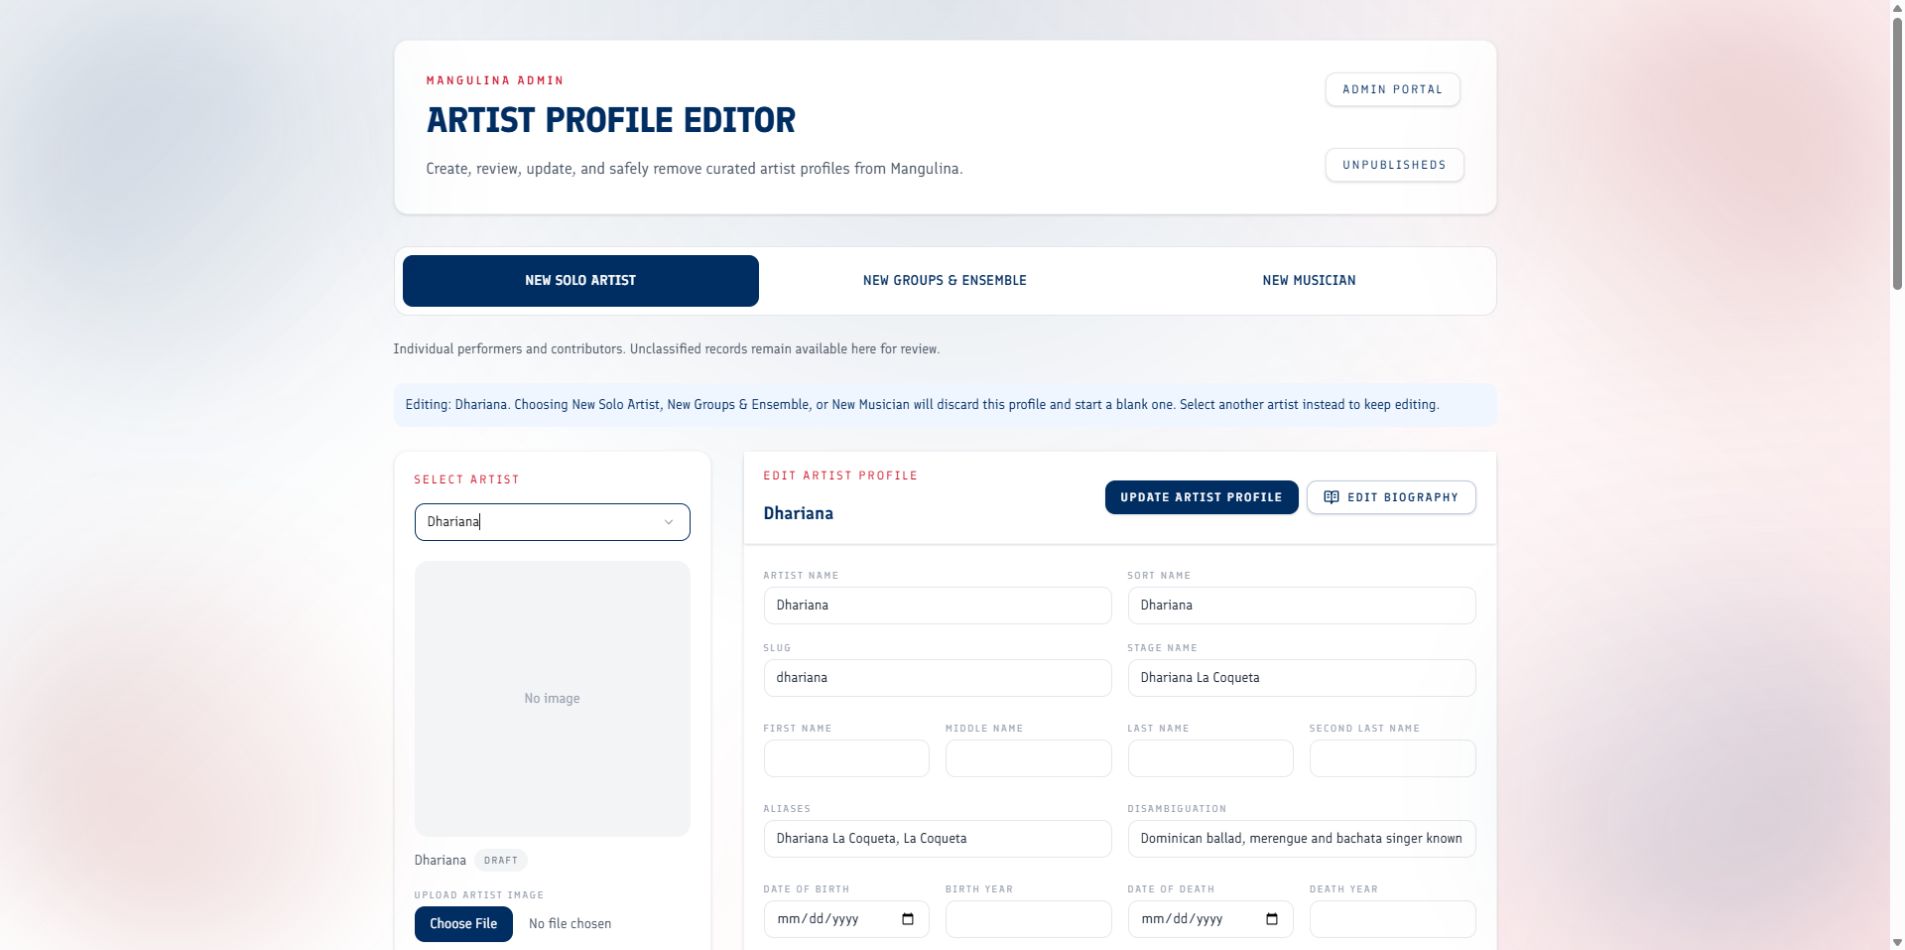 MANGULINA ADMIN
ARTIST PROFILE EDITOR
Create, review, update, and safely remove curated artist profiles from Mangulina.
ADMIN PORTAL
UNPUBLISHEDS
NEW SOLO ARTIST
NEW GROUPS & ENSEMBLE
NEW MUSICIAN
Individual performers and contributors. Unclassified records remain available here for review.
Editing: Dhariana. Choosing New Solo Artist, New Groups & Ensemble, or New Musician will discard this profile and start a blank one. Select another artist instead to keep editing.
SELECT ARTIST
Dhariana
No image
Dhariana DRAFT
UPLOAD ARTIST IMAGE
Choose File No file chosen
EDIT ARTIST PROFILE
Dhariana
UPDATE ARTIST PROFILE
EDIT BIOGRAPHY
ARTIST NAME
Dhariana
SORT NAME
Dhariana
SLUG
dhariana
STAGE NAME
Dhariana La Coqueta
FIRST NAME
MIDDLE NAME
LAST NAME
SECOND LAST NAME
ALIASES
Dhariana La Coqueta, La Coqueta
DISAMBIGUATION
Dominican ballad, merengue and bachata singer known
DATE OF BIRTH
mm/dd/yyyy
BIRTH YEAR
DATE OF DEATH
mm/dd/yyyy
DEATH YEAR